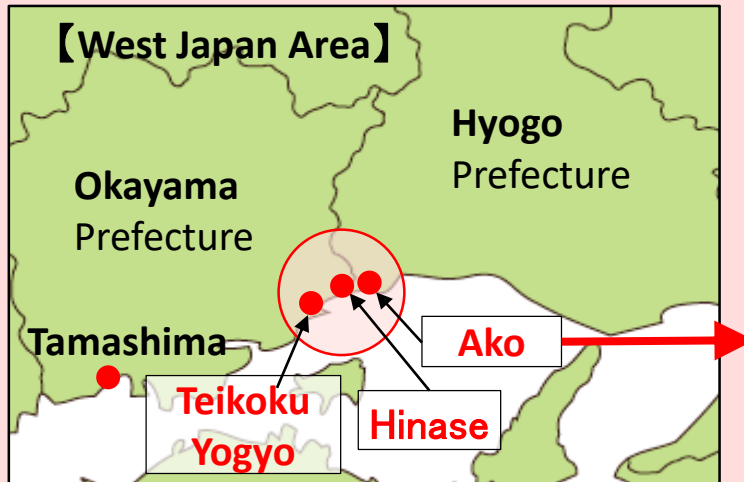 【West Japan Area】
Hyogo
Prefecture
Okayama
Prefecture
Tamashima
Ako
Teikoku
Yogyo
Hinase